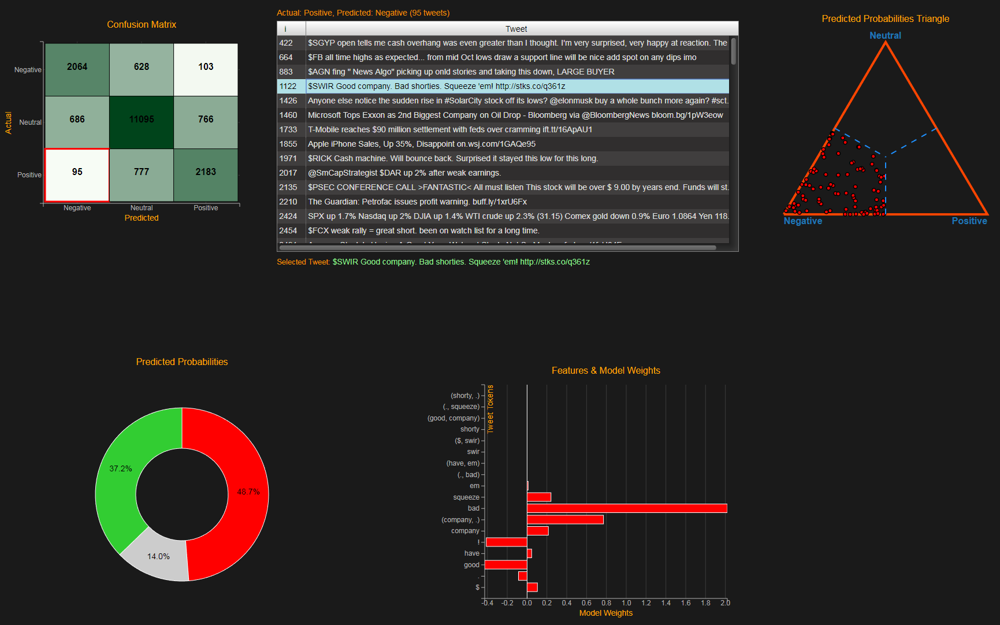 Confusion Matrix
Actual
Negative
2064
628
103
Neutral
686
11095
766
Positive
95
777
2183
Negative
Neutral
Positive
Predicted
Actual: Positive, Predicted: Negative (95 tweets)
i
Tweet
422 $SGYP open tells me cash overhang was even greater than I thought. I'm very surprised, very happy at reaction. The
664 $FB all time highs as expected... from mid Oct lows draw a support line will be nice add spot on any dips imo
883 $AGN fing " News Algo" picking up onld stories and taking this down, LARGE BUYER
1122 $SWIR Good company. Bad shorties. Squeeze 'em! http://stks.co/q361z
1426 Anyone else notice the sudden rise in #SolarCity stock off its lows? @elonmusk buy a whole bunch more again? #sct.
1460 Microsoft Tops Exxon as 2nd Biggest Company on Oil Drop - Bloomberg via @BloombergNews bloom.bg/1pW3eow
1733 T-Mobile reaches $90 million settlement with feds over cramming ift.tt/16ApAU1
1855 Apple iPhone Sales, Up 35%, Disappoint on.wsj.com/1GAQe95
1971 $RICK Cash machine. Will bounce back. Surprised it stayed this low for this long.
2017 @SmCapStrategist $DAR up 2% after weak earnings.
2135 $PSEC CONFERENCE CALL >FANTASTIC< All must listen This stock will be over $ 9.00 by years end. Funds will st.
2210 The Guardian: Petrofac issues profit warning. buff.ly/1xrU6Fx
2424 SPX up 1.7% Nasdaq up 2% DJIA up 1.4% WTI crude up 2.3% (31.15) Comex gold down 0.9% Euro 1.0864 Yen 118.
2454 $FCX weak rally = great short. been on watch list for a long time.
Selected Tweet: $SWIR Good company. Bad shorties. Squeeze 'em! http://stks.co/q361z
Predicted Probabilities Triangle
Neutral
Negative
Positive
Predicted Probabilities
37.2%
48.7%
14.0%
Features & Model Weights
Tweet Tokens
(shorty, .)
(., squeeze)
(good, company)
shorty
($, swir)
swir
(have, em)
(., bad)
em
squeeze
bad
(company, .)
company
!
have
good
.
$
-0.4 -0.2 0.0 0.2 0.4 0.6 0.8 1.0 1.2 1.4 1.6 1.8 2.0
Model Weights